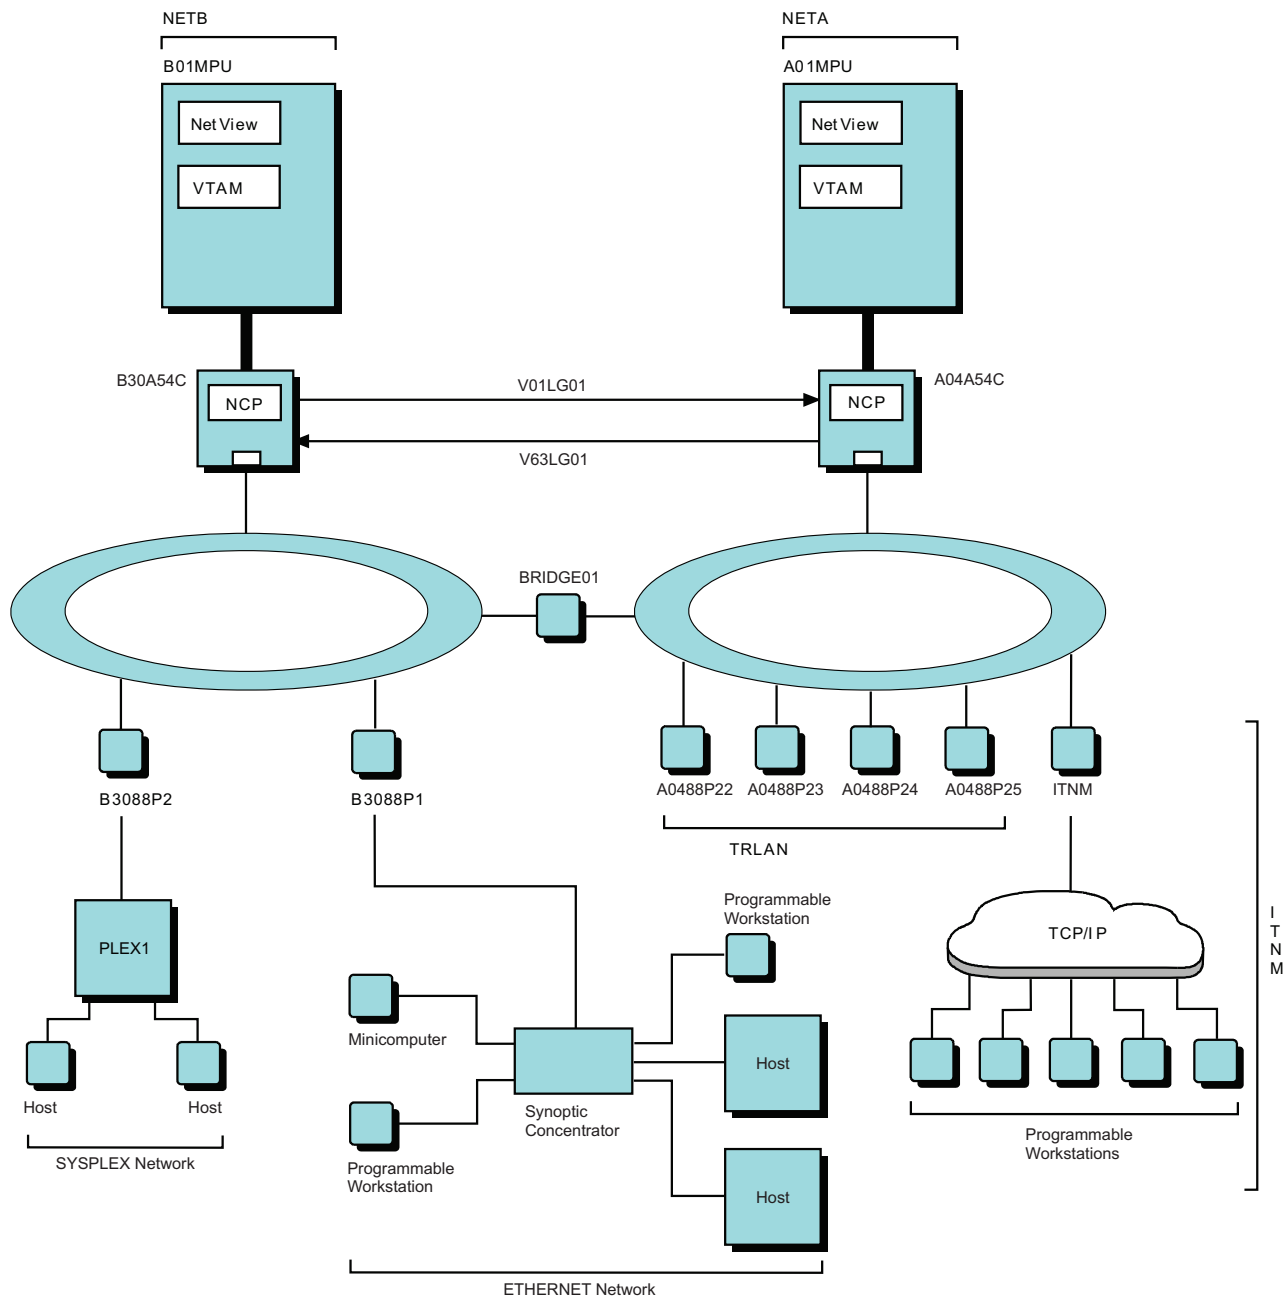 NETB
NETA
B01MPU
A01MPU
NetView
NetView
VTAM
VTAM
B30A54C
NCP
V01LG01
NCP
A04A54C
V63LG01
BRIDGE01
B3088P2
B3088P1
A0488P22
A0488P23
A0488P24
A0488P25
ITNM
TRLAN
PLEX1
Host
Host
SYSPLEX Network
Programmable
Workstation
Minicomputer
Synoptic
Concentrator
Programmable
Workstation
Host
Host
ETHERNET Network
TCP/IP
Programmable
Workstations
ITNM